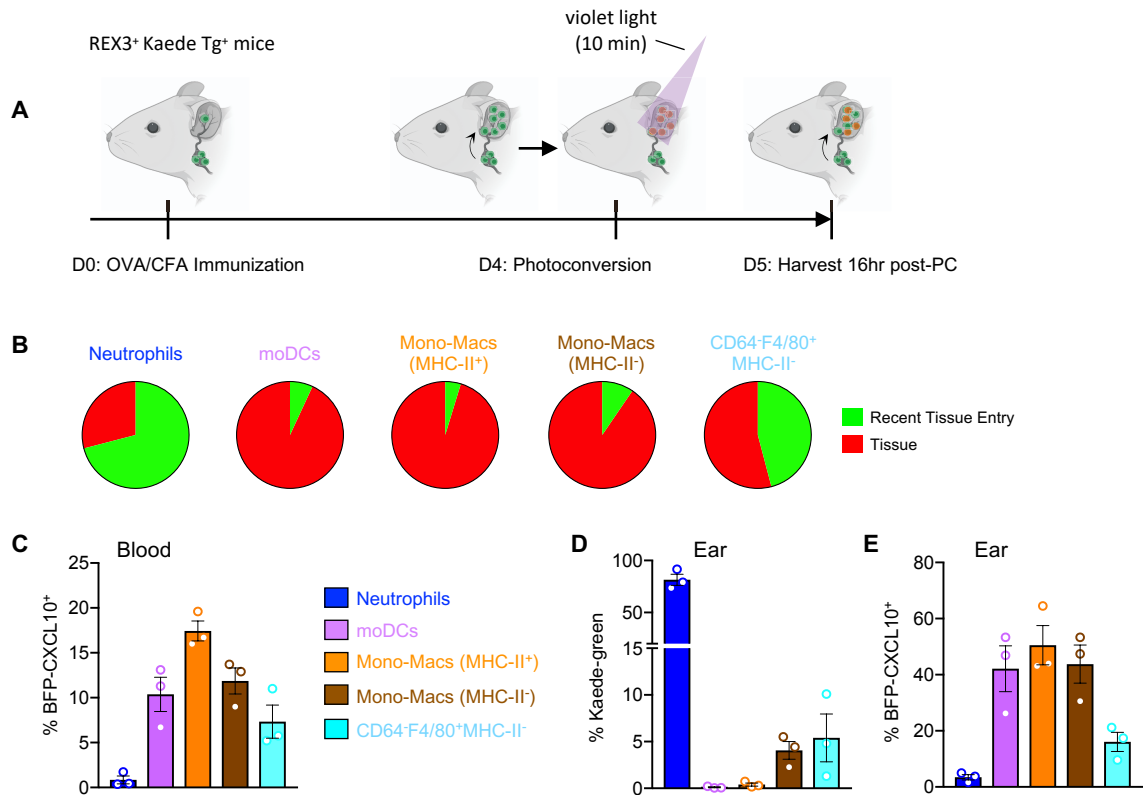 violet light
(10 min)
REX3⁺ Kaede Tg⁺ mice
A
D0: OVA/CFA Immunization
D4: Photoconversion
D5: Harvest 16hr post-PC
B
Neutrophils
moDCs
Mono-Macs
(MHC-II⁺)
Mono-Macs
(MHC-II⁻)
CD64⁻F4/80⁺
MHC-II⁻
Recent Tissue Entry
Tissue
C
Blood
% BFP-CXCL10⁺
25
20
15
10
5
0
Neutrophils
moDCs
Mono-Macs (MHC-II⁺)
Mono-Macs (MHC-II⁻)
CD64⁻F4/80⁺MHC-II⁻
D
Ear
% Kaede-green
100
50
15
10
5
0
E
Ear
% BFP-CXCL10⁺
80
60
40
20
0